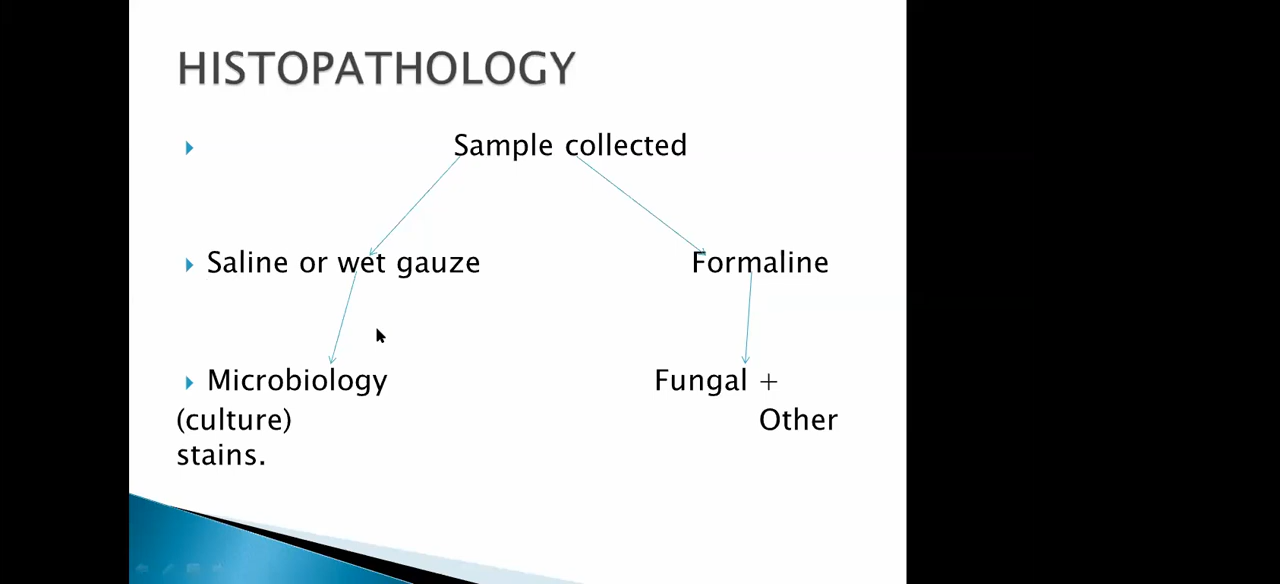 HISTOPATHOLOGY
Sample collected
Saline or wet gauze Formaline
Microbiology Fungal +
(culture) Other
stains.